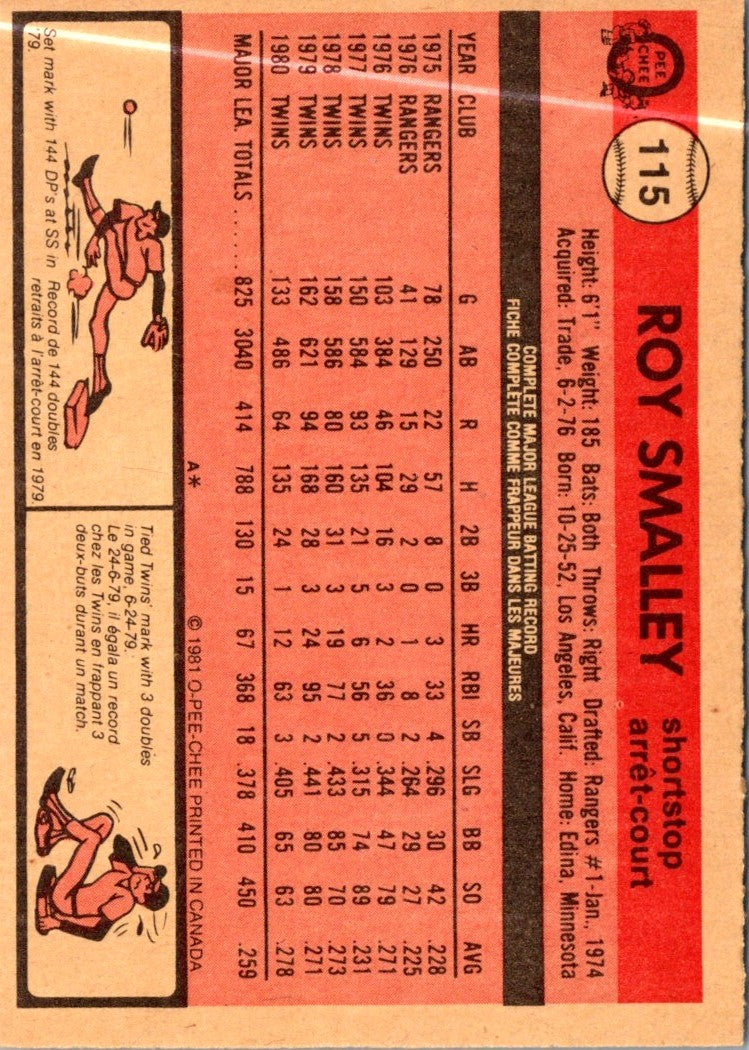 O PEE CHEE
115
ROY SMALLEY shortstop
arrêt-court
Height: 6'1" Weight: 185 Bats: Both Throws: Right Drafted: Rangers #1-Jan., 1974
Acquired: Trade, 6-2-76 Born: 10-25-52, Los Angeles, Calif. Home: Edina, Minnesota
COMPLETE MAJOR LEAGUE BATTING RECORD
FICHE COMPLÈTE COMME FRAPPEUR DANS LES MAJEURES
YEAR CLUB G AB R H 2B 3B HR RBI SB SLG BB SO AVG
1975 RANGERS 78 250 22 57 8 0 3 33 4 .296 30 42 .228
1976 RANGERS 41 129 15 29 2 0 1 8 2 .264 29 27 .225
1976 TWINS 103 384 46 104 16 3 2 36 0 .344 47 79 .271
1977 TWINS 150 584 93 135 21 5 6 56 5 .315 74 89 .231
1978 TWINS 158 586 80 160 31 3 19 77 2 .433 85 70 .273
1979 TWINS 162 621 94 168 28 3 24 95 2 .441 80 80 .271
1980 TWINS 133 486 64 135 24 1 12 63 3 .405 65 63 .278
MAJOR LEA. TOTALS ...... 825 3040 414 788 130 15 67 368 18 .378 410 450 .259
A* © 1981 O-PEE-CHEE PRINTED IN CANADA
Set mark with 144 DP's at SS in '79.
Record de 144 doubles
retraits à l'arrêt-court en 1979.
Tied Twins' mark with 3 doubles
in game, 6-24-79.
Le 24-6-79, il égala un record
chez les Twins en frappant 3
deux-buts durant un match.